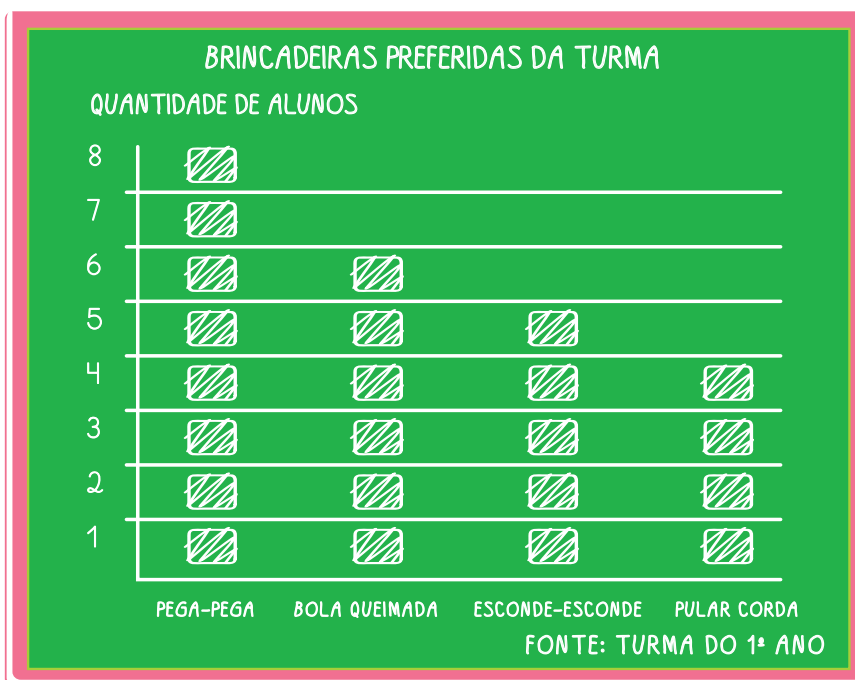 BRINCADEIRAS PREFERIDAS DA TURMA
QUANTIDADE DE ALUNOS
8
7
6
5
4
3
2
1
PEGA-PEGA BOLA QUEIMADA ESCONDE-ESCONDE PULAR CORDA
FONTE: TURMA DO 1º ANO